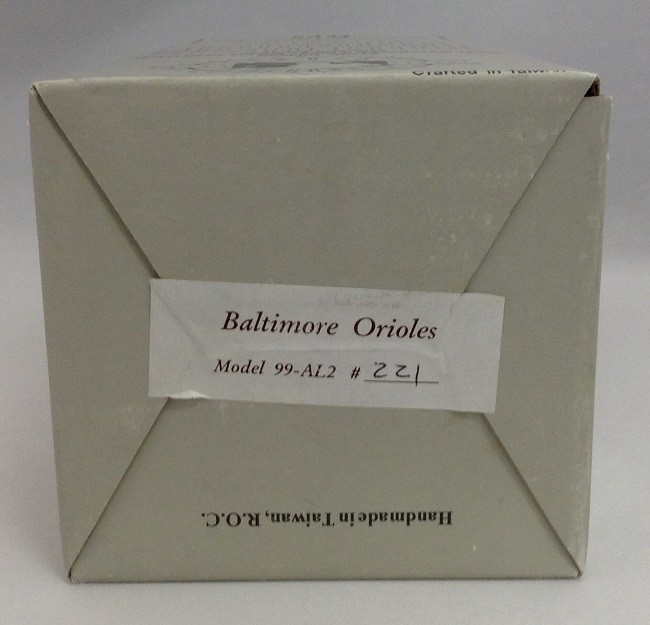 Crafted in Taiwan
Baltimore Orioles
Model 99-AL2 # 221
Handmade in Taiwan, R.O.C.